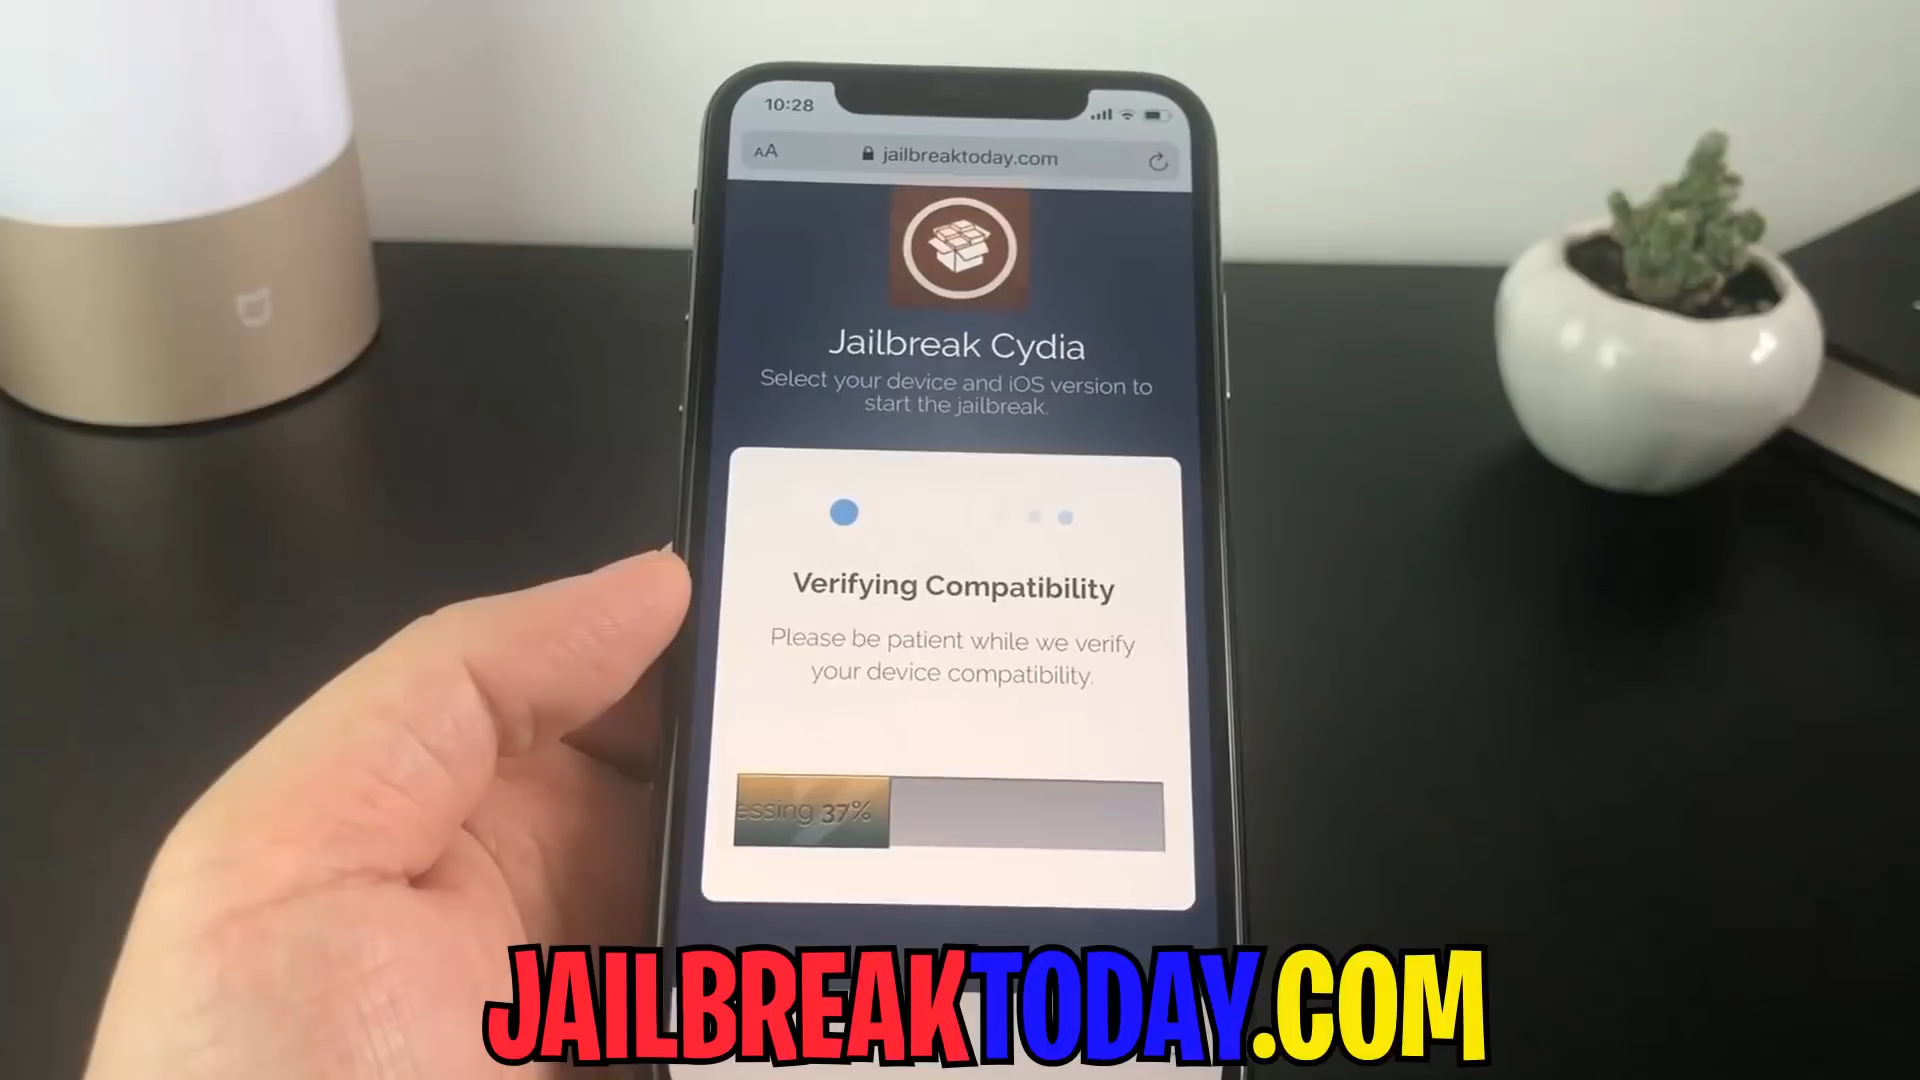 10:28
AA jailbreaktoday.com
Jailbreak Cydia
Select your device and iOS version to
start the jailbreak.
Verifying Compatibility
Please be patient while we verify
your device compatibility.
essing 37%
JAILBREAKTODAY.COM